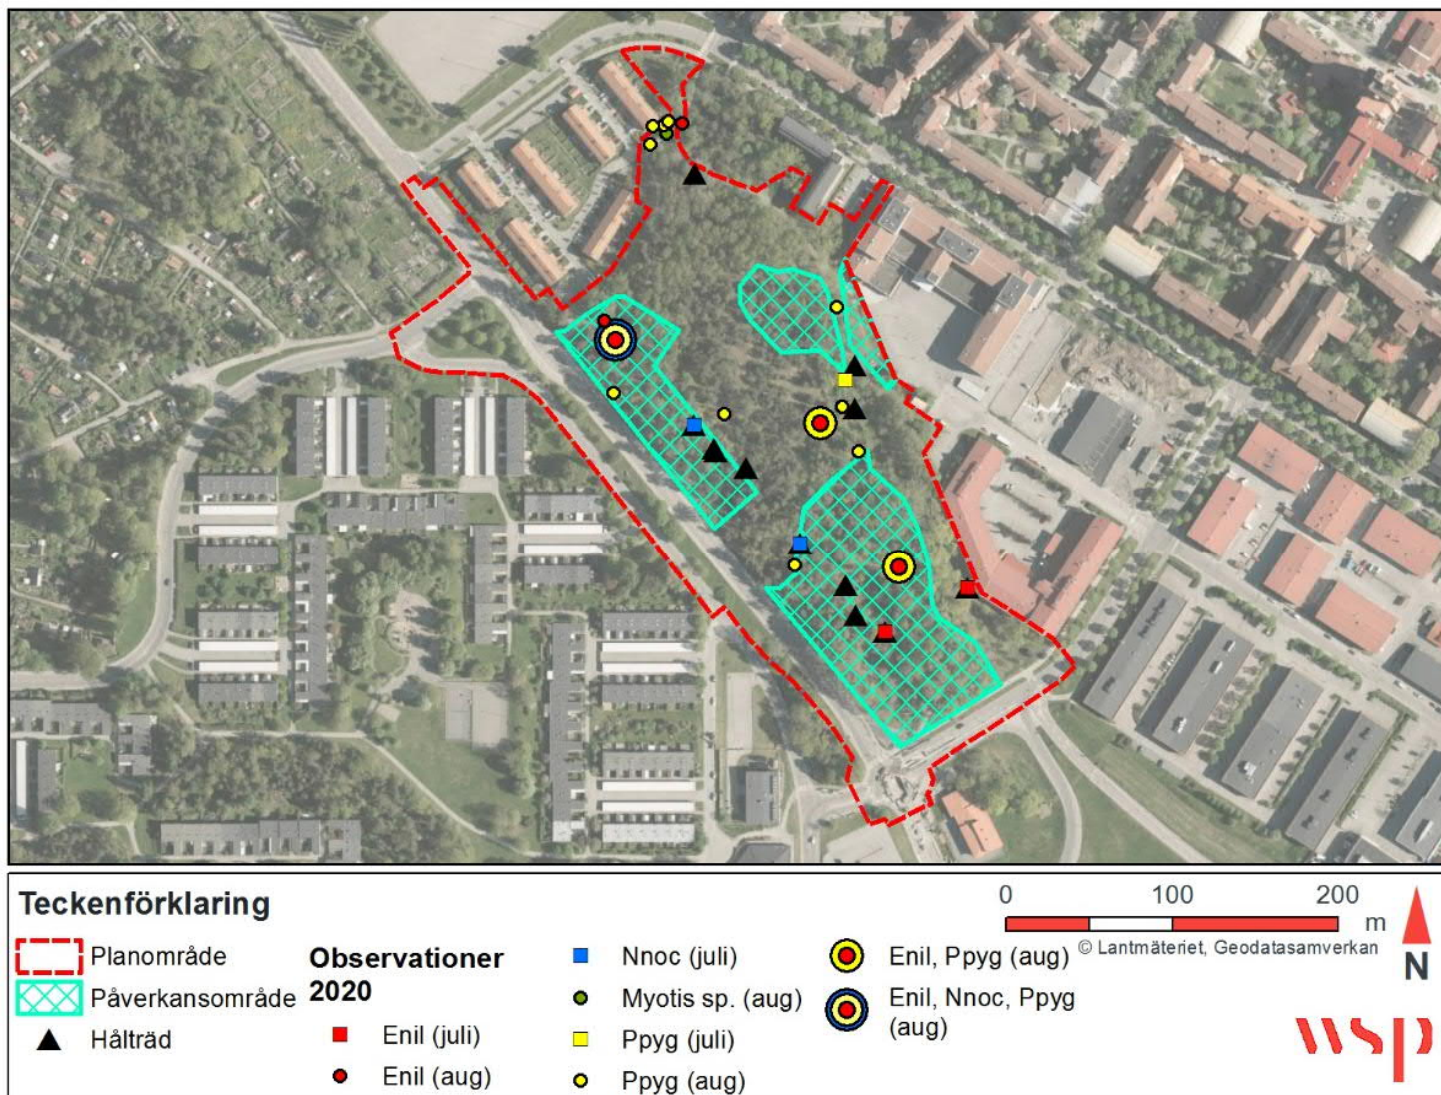 Teckenförklaring
Planområde
Påverkansområde
Hålträd
Observationer
2020
Enil (juli)
Enil (aug)
Nnoc (juli)
Myotis sp. (aug)
Ppyg (juli)
Ppyg (aug)
Enil, Ppyg (aug)
Enil, Nnoc, Ppyg
(aug)
0 100 200
m
© Lantmäteriet, Geodatasamverkan
N
wsp